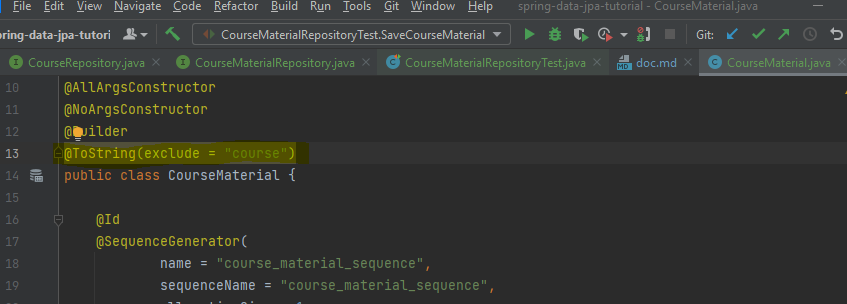 File Edit View Navigate Code Refactor Build Run Tools Git Window Help spring-data-jpa-tutorial - CourseMaterial.java
spring-data-jpa-tutori CourseMaterialRepositoryTest.SaveCourseMaterial Git:
CourseRepository.java CourseMaterialRepository.java CourseMaterialRepositoryTest.java doc.md CourseMaterial.java
10 @AllArgsConstructor
11 @NoArgsConstructor
12 @Builder
13 @ToString(exclude = "course")
14 public class CourseMaterial {
15
16 @Id
17 @SequenceGenerator(
18 name = "course_material_sequence",
19 sequenceName = "course_material_sequence",